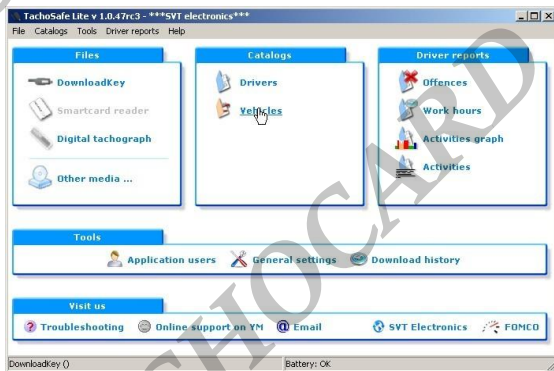 TachoSafe Lite v 1.0.47rc3 - ***SVT electronics***
File Catalogs Tools Driver reports Help
Files
DownloadKey
Smartcard reader
Digital tachograph
Other media ...
Catalogs
Drivers
Vehicles
Driver reports
Offences
Work hours
Activities graph
Activities
Tools
Application users General settings Download history
Visit us
Troubleshooting Online support on YM Email SVT Electronics FOMCO
DownloadKey () Battery: OK
TACHOCARD